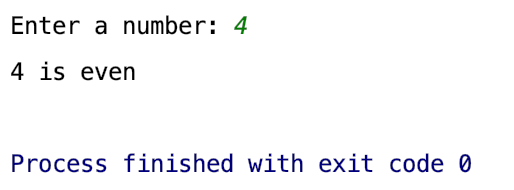 Enter a number: 4
4 is even
Process finished with exit code 0